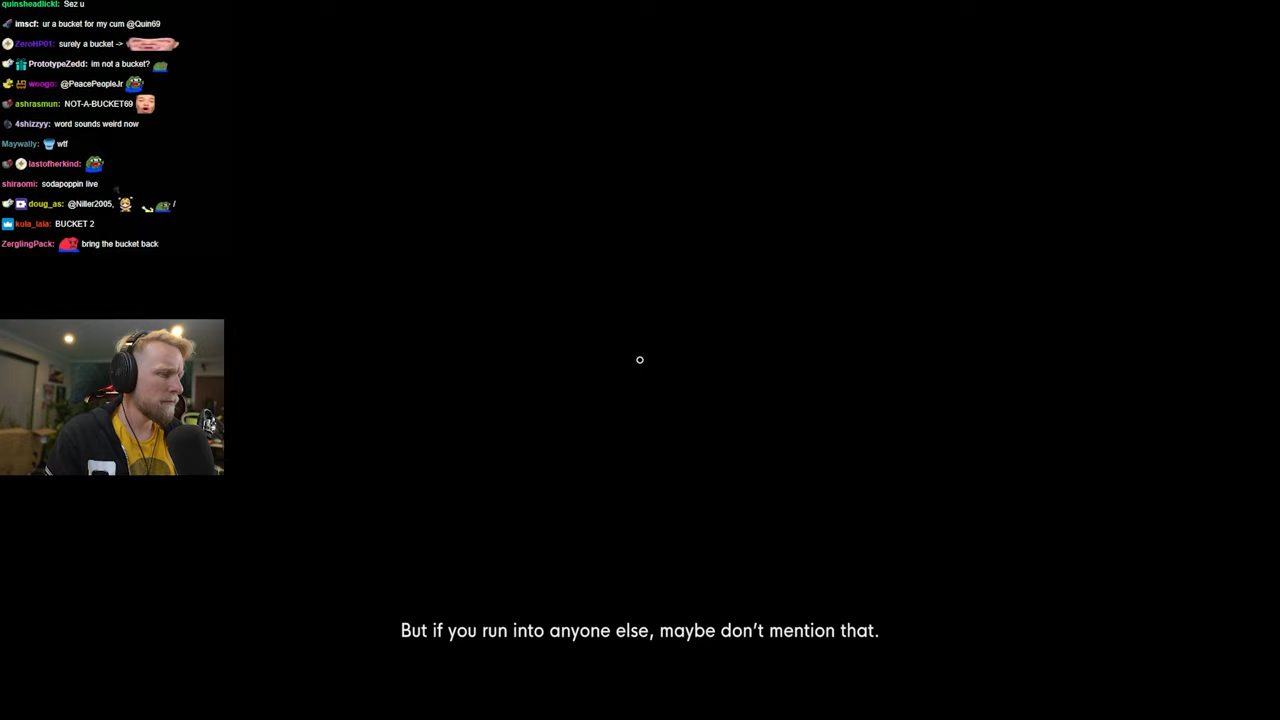 quinsheadlickl: Sez u
imscf: ur a bucket for my cum @Quin69
ZeroHP01: surely a bucket ->
PrototypeZedd: im not a bucket?
woogo: @PeacePeopleJr
ashrasmun: NOT-A-BUCKET69
4shizzyy: word sounds weird now
Maywally: wtf
lastofherkind:
shiraomi: sodapoppin live
doug_as: @Niller2005, /
kula_lala: BUCKET 2
ZerglingPack: bring the bucket back
But if you run into anyone else, maybe don't mention that.